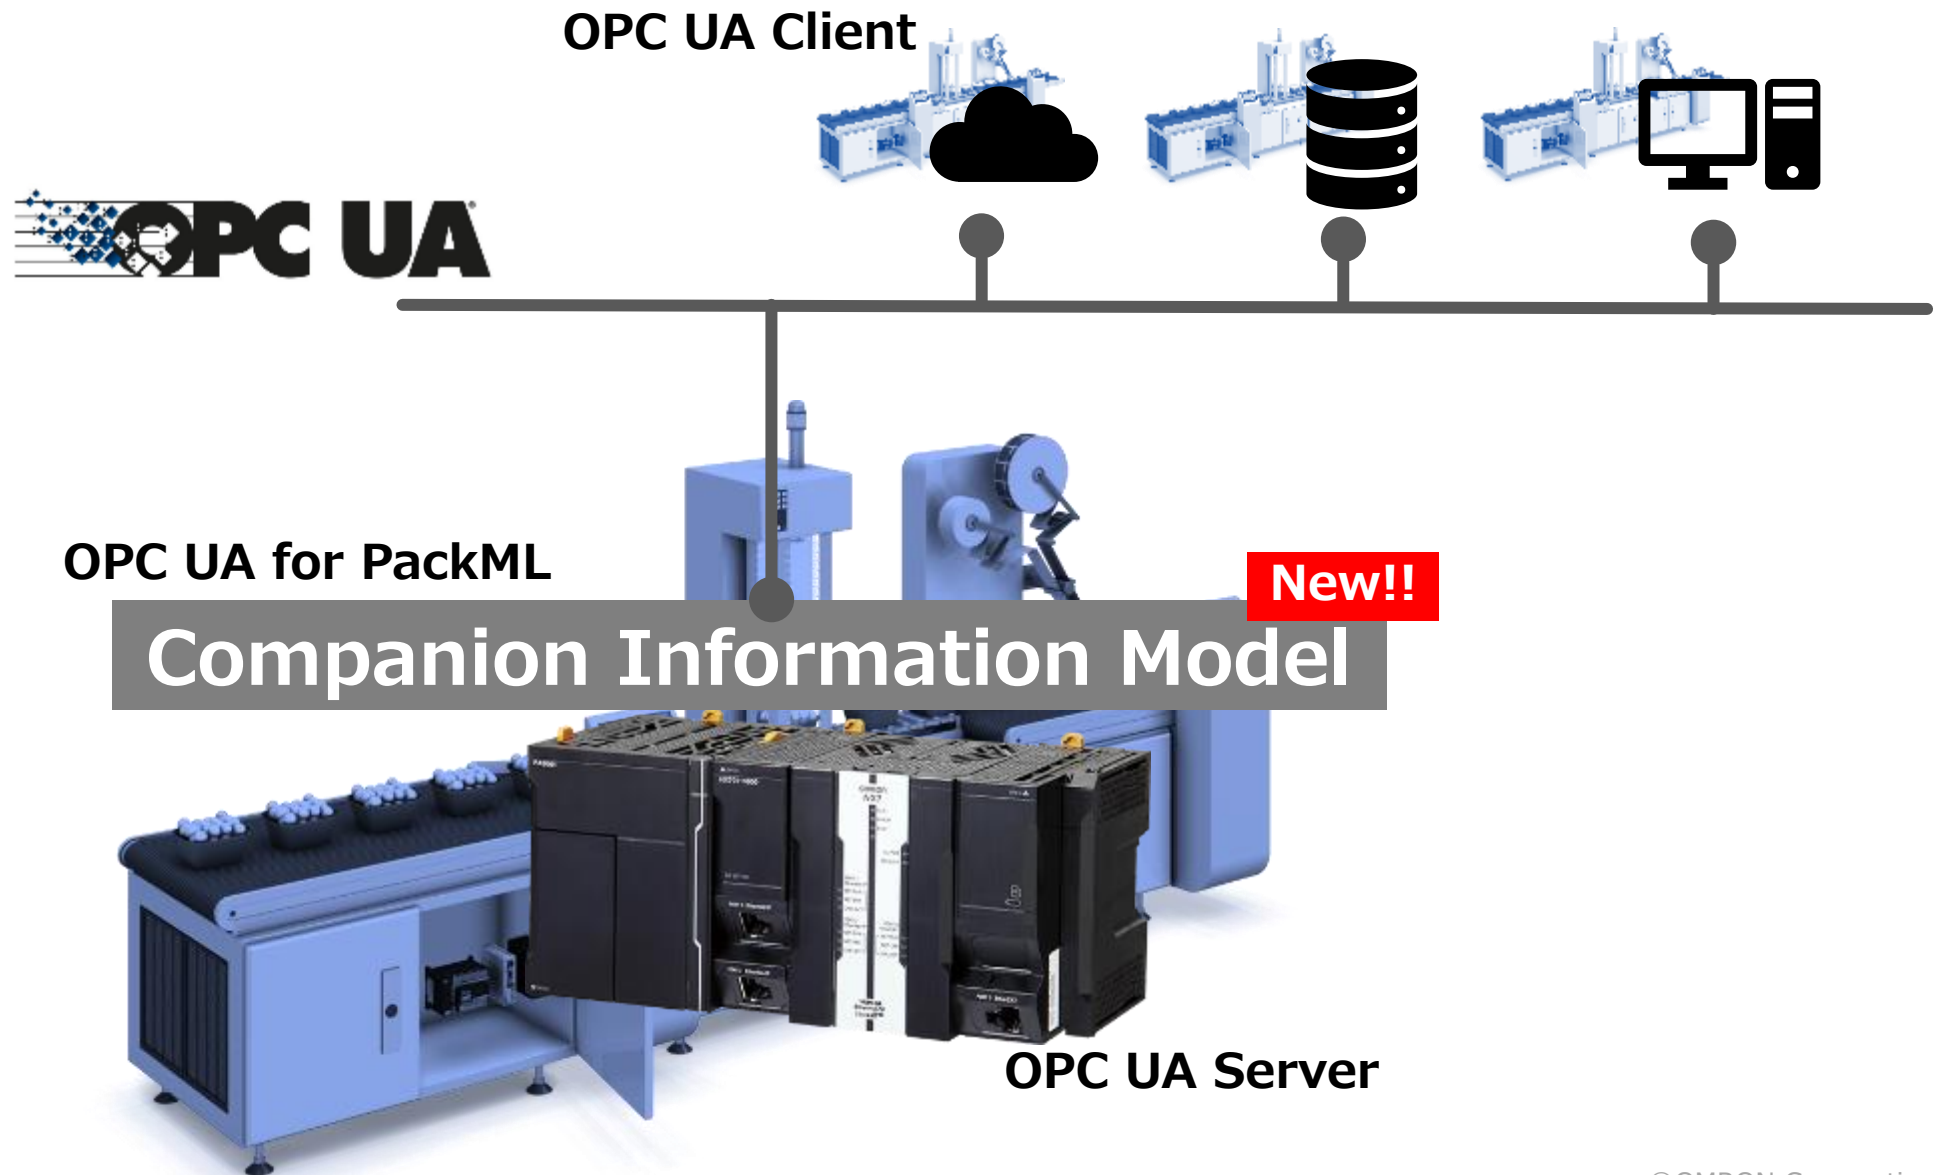 OPC UA Client
OPC UA
OPC UA for PackML
New!!
Companion Information Model
OPC UA Server